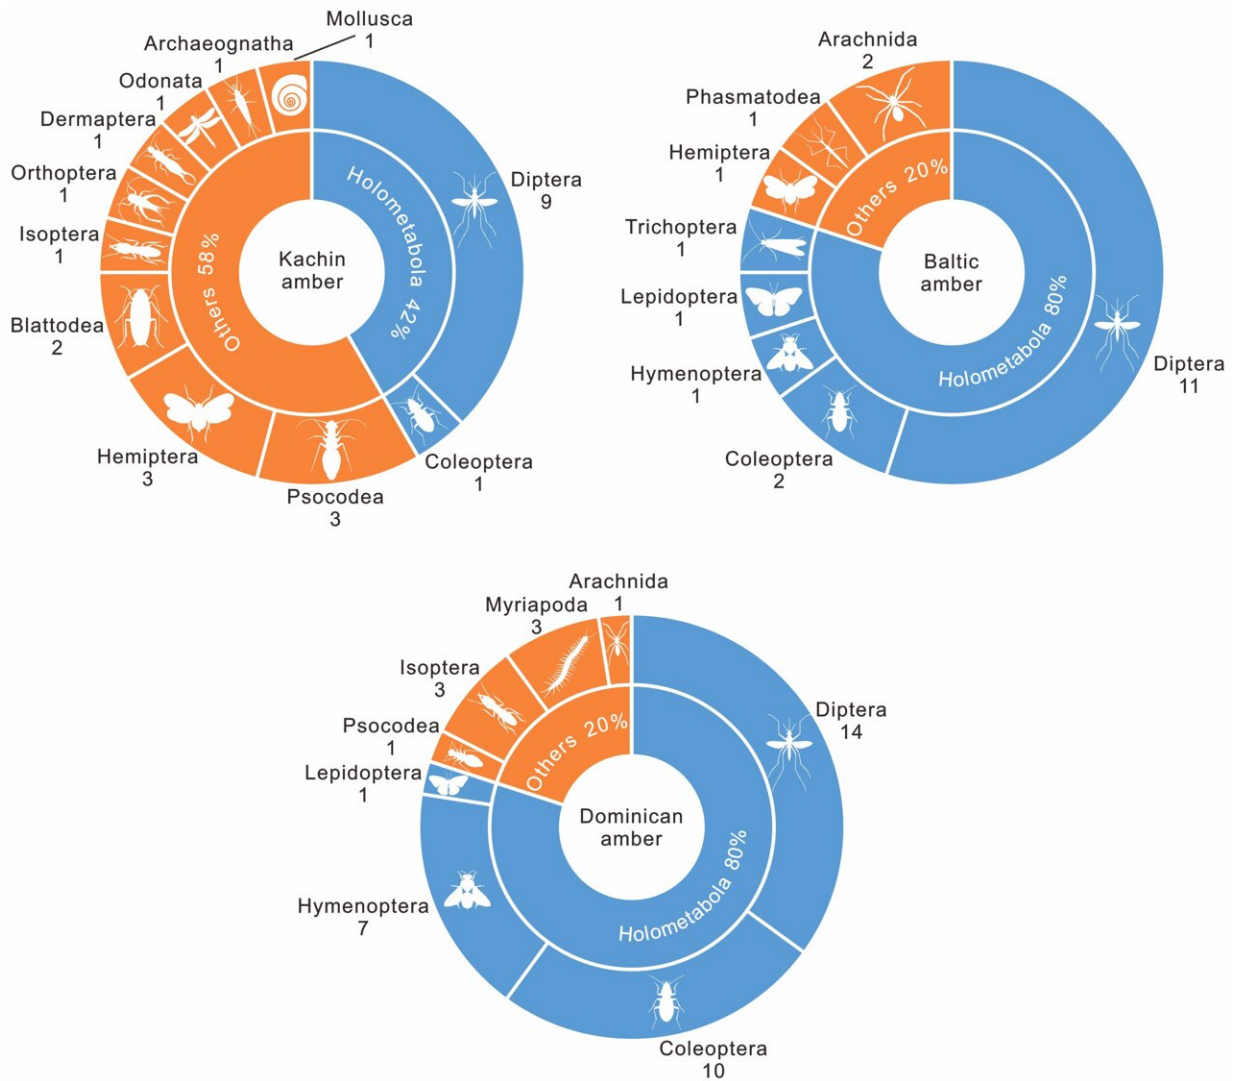 Mollusca
1
Archaeognatha
1
Odonata
1
Dermaptera
1
Orthoptera
1
Isoptera
1
Blattodea
2
Hemiptera
3
Psocodea
3
Coleoptera
1
Diptera
9
Holometabola 42%
Others 58%
Kachin
amber
Arachnida
2
Phasmatodea
1
Hemiptera
1
Trichoptera
1
Lepidoptera
1
Hymenoptera
1
Coleoptera
2
Diptera
11
Others 20%
Holometabola 80%
Baltic
amber
Arachnida
1
Myriapoda
3
Isoptera
3
Psocodea
1
Lepidoptera
1
Hymenoptera
7
Coleoptera
10
Diptera
14
Others 20%
Holometabola 80%
Dominican
amber